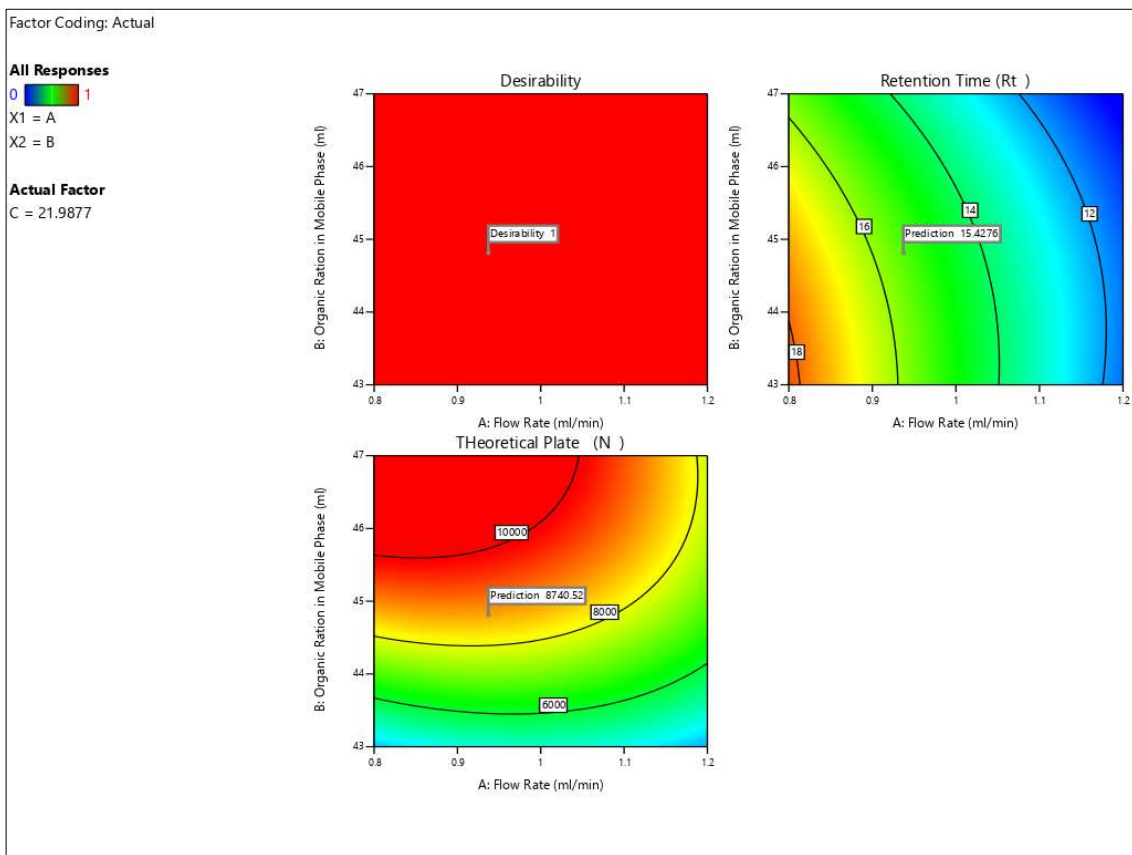 Factor Coding: Actual
All Responses
0 1
X1 = A
X2 = B
Actual Factor
C = 21.9877
Desirability
B: Organic Ration in Mobile Phase (ml)
47
46
45
44
43
Desirability 1
0.8 0.9 1 1.1 1.2
A: Flow Rate (ml/min)
Retention Time (Rt )
B: Organic Ration in Mobile Phase (ml)
47
46
45
44
43
16
14
12
18
Prediction 15.4276
0.8 0.9 1 1.1 1.2
A: Flow Rate (ml/min)
THeoretical Plate (N )
B: Organic Ration in Mobile Phase (ml)
47
46
45
44
43
10000
Prediction 8740.52
8000
6000
0.8 0.9 1 1.1 1.2
A: Flow Rate (ml/min)